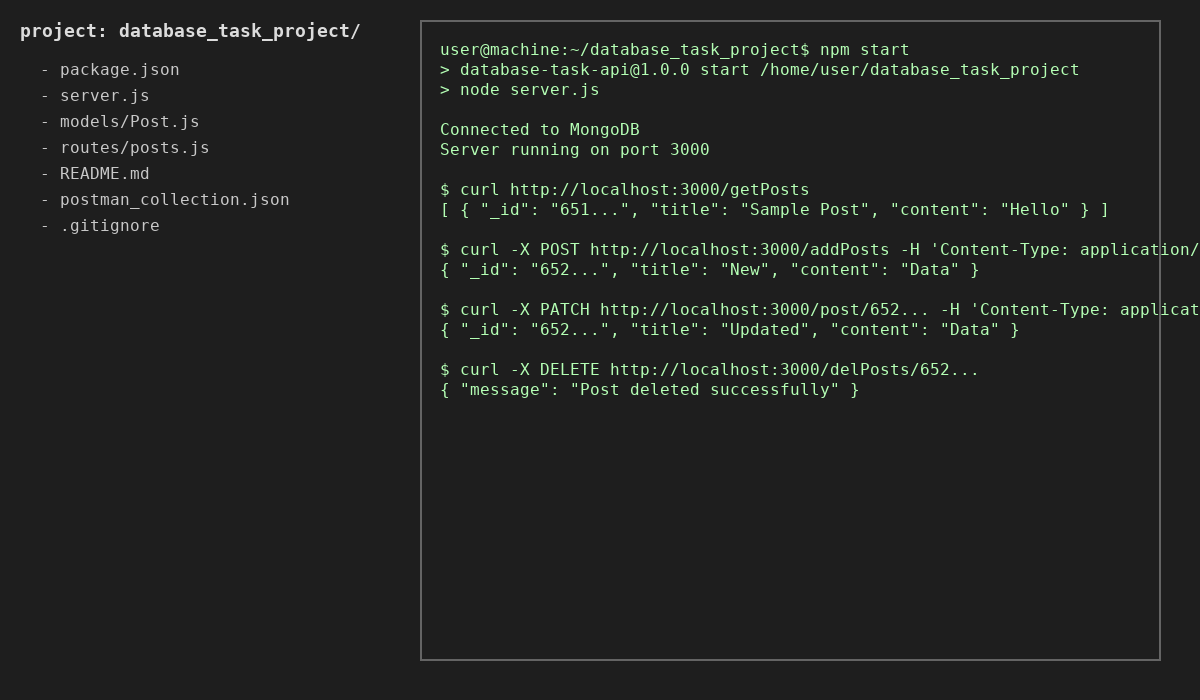 project: database_task_project/
- package.json
- server.js
- models/Post.js
- routes/posts.js
- README.md
- postman_collection.json
- .gitignore
user@machine:~/database_task_project$ npm start
> database-task-api@1.0.0 start /home/user/database_task_project
> node server.js
Connected to MongoDB
Server running on port 3000
$ curl http://localhost:3000/getPosts
[ { "_id": "651...", "title": "Sample Post", "content": "Hello" } ]
$ curl -X POST http://localhost:3000/addPosts -H 'Content-Type: application/
{ "_id": "652...", "title": "New", "content": "Data" }
$ curl -X PATCH http://localhost:3000/post/652... -H 'Content-Type: applicat
{ "_id": "652...", "title": "Updated", "content": "Data" }
$ curl -X DELETE http://localhost:3000/delPosts/652...
{ "message": "Post deleted successfully" }